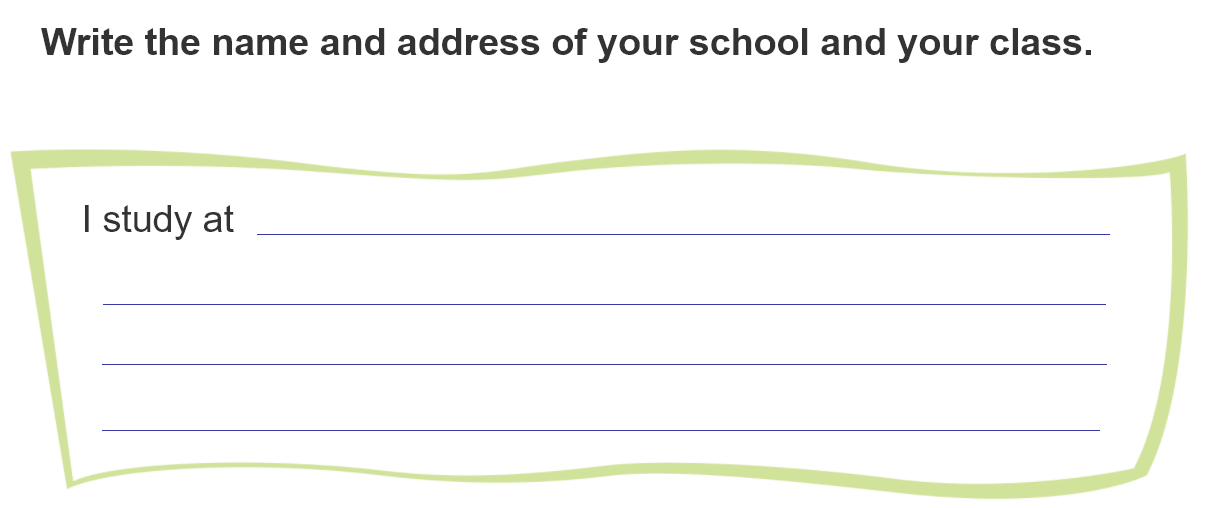 Write the name and address of your school and your class.
I study at